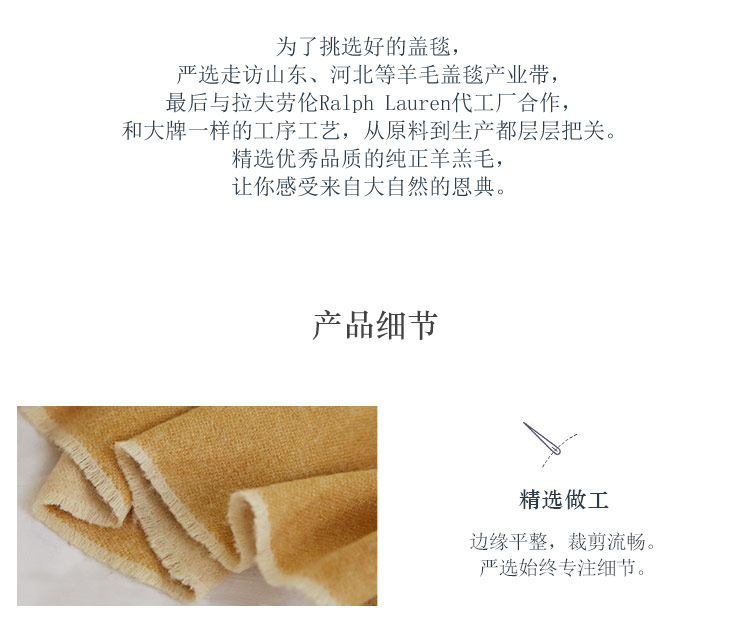 为了挑选好的盖毯，
严选走访山东、河北等羊毛盖毯产业带，
最后与拉夫劳伦Ralph Lauren代工厂合作，
和大牌一样的工序工艺，从原料到生产都层层把关。
精选优秀品质的纯正羊羔毛，
让你感受来自大自然的恩典。
产品细节
精选做工
边缘平整，裁剪流畅。
严选始终专注细节。